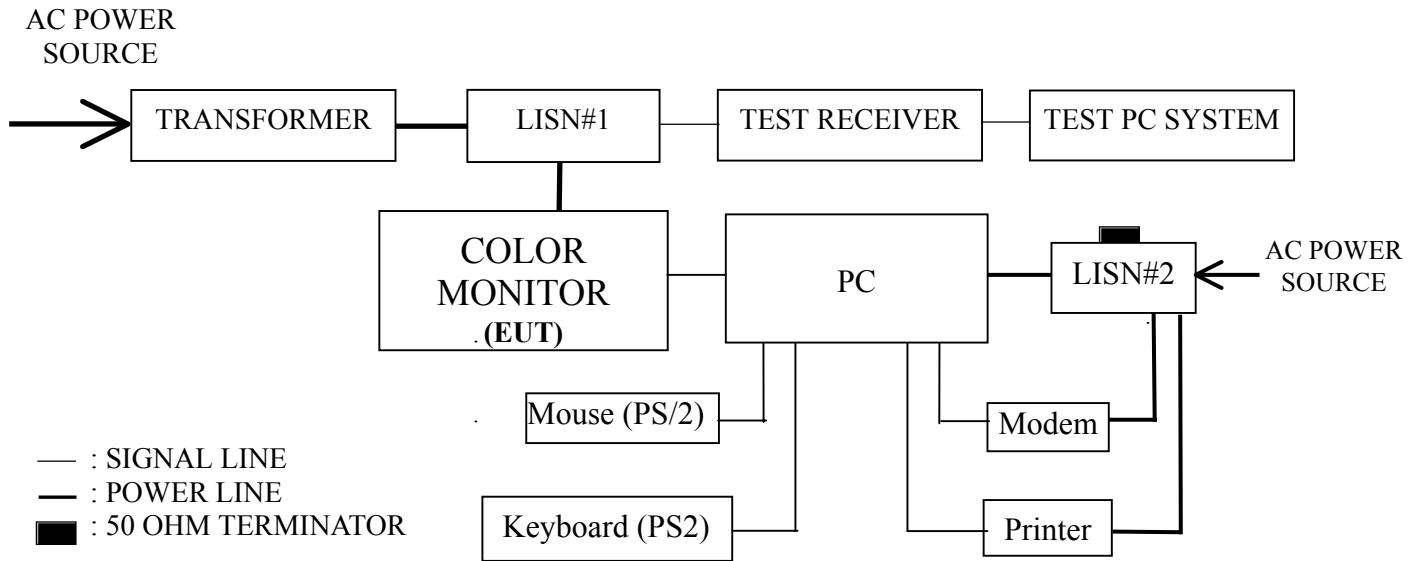 AC POWER
SOURCE
TRANSFORMER
LISN#1
TEST RECEIVER
TEST PC SYSTEM
COLOR
MONITOR
. (EUT)
PC
LISN#2
AC POWER
SOURCE
Mouse (PS/2)
Modem
Keyboard (PS2)
Printer
: SIGNAL LINE
: POWER LINE
: 50 OHM TERMINATOR